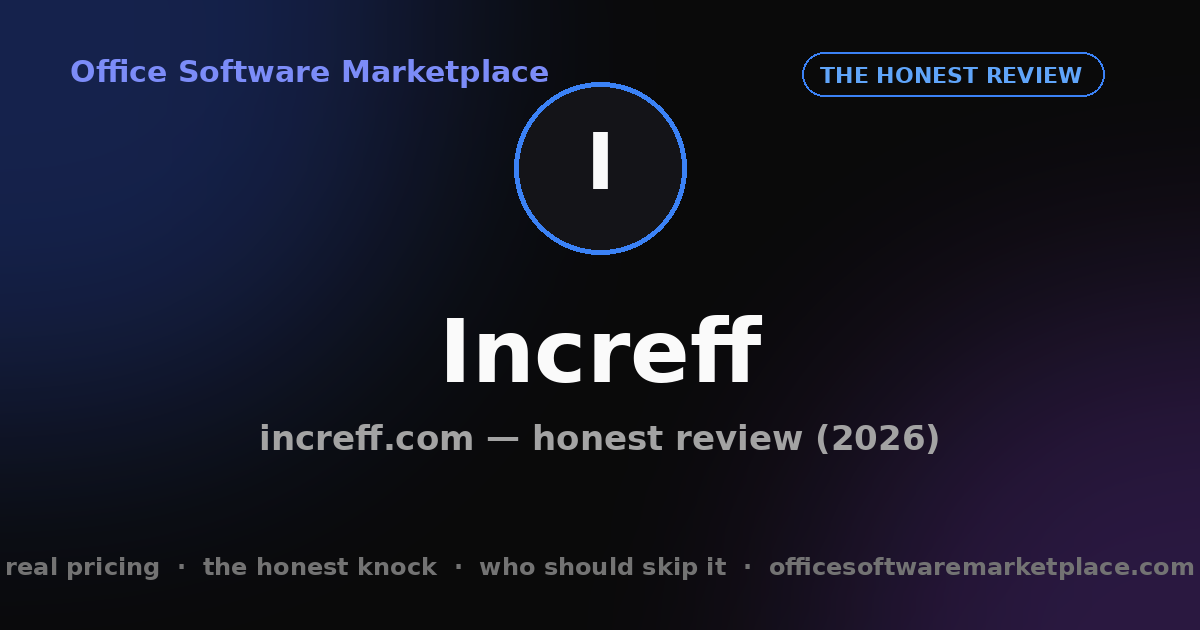 Office Software Marketplace
THE HONEST REVIEW
I
Increff
increff.com — honest review (2026)
real pricing · the honest knock · who should skip it · officesoftwaremarketplace.com